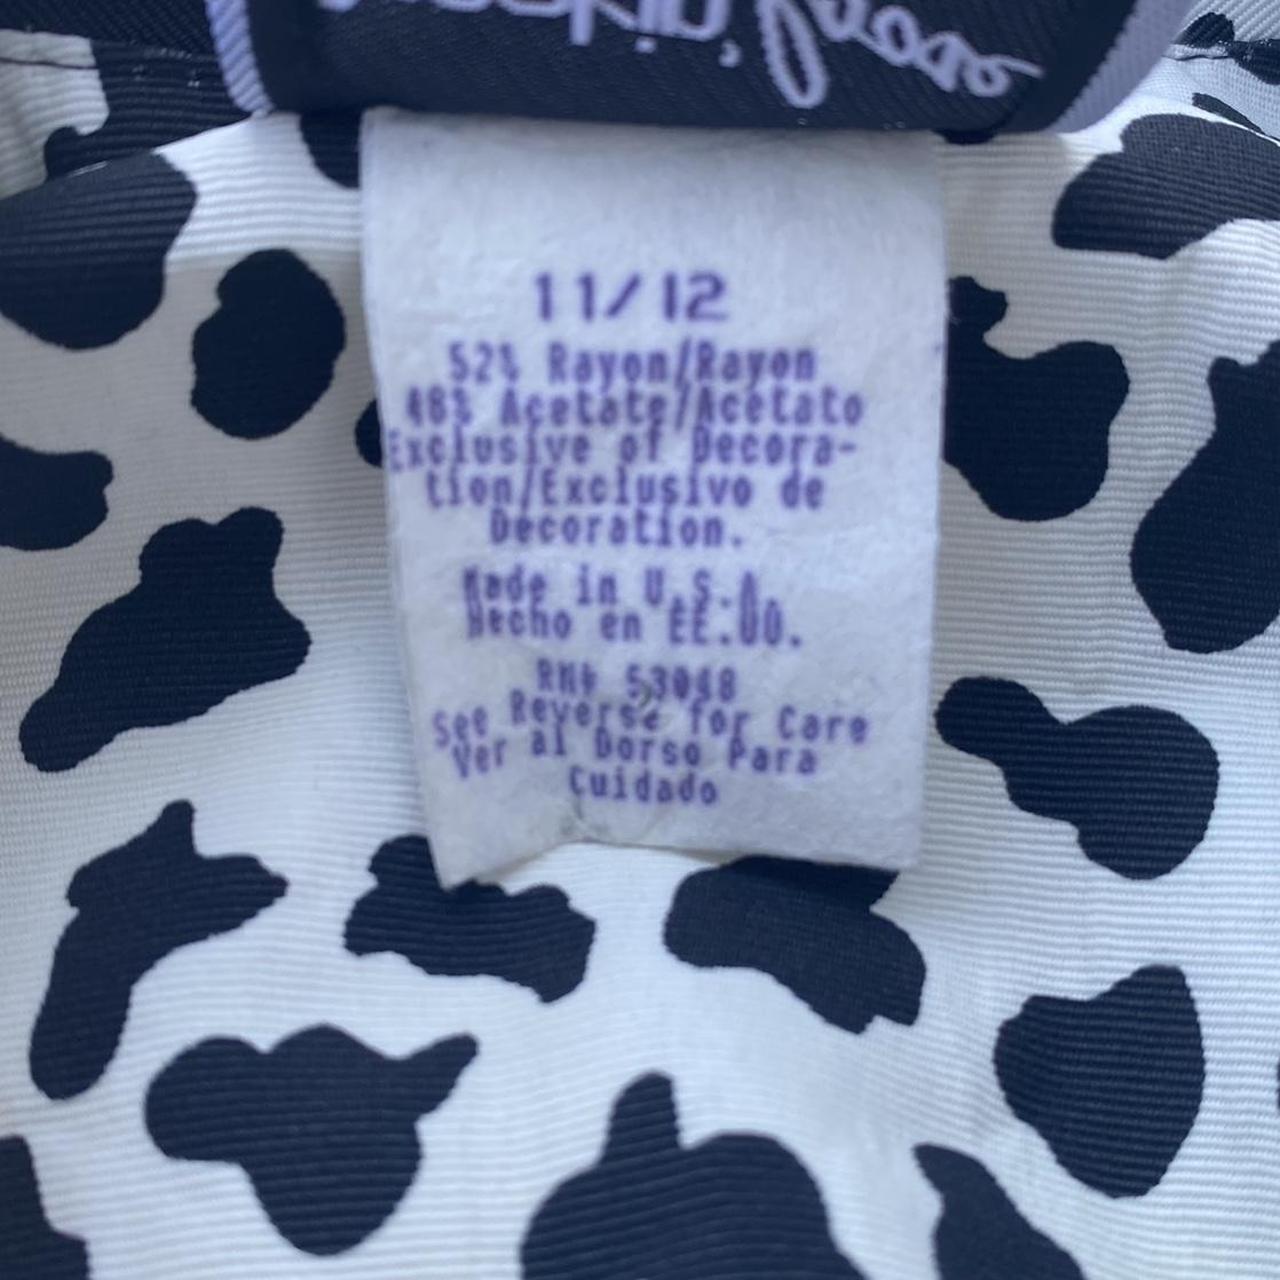 11/12
52% Rayon/Rayon
48% Acetate/Acetato
Exclusive of Decora-
tion/Exclusivo de
Decoration.
Made in U.S.A.
Hecho en EE.UU.
RN# 53048
See Reverse for Care
Ver al Dorso Para
Cuidado